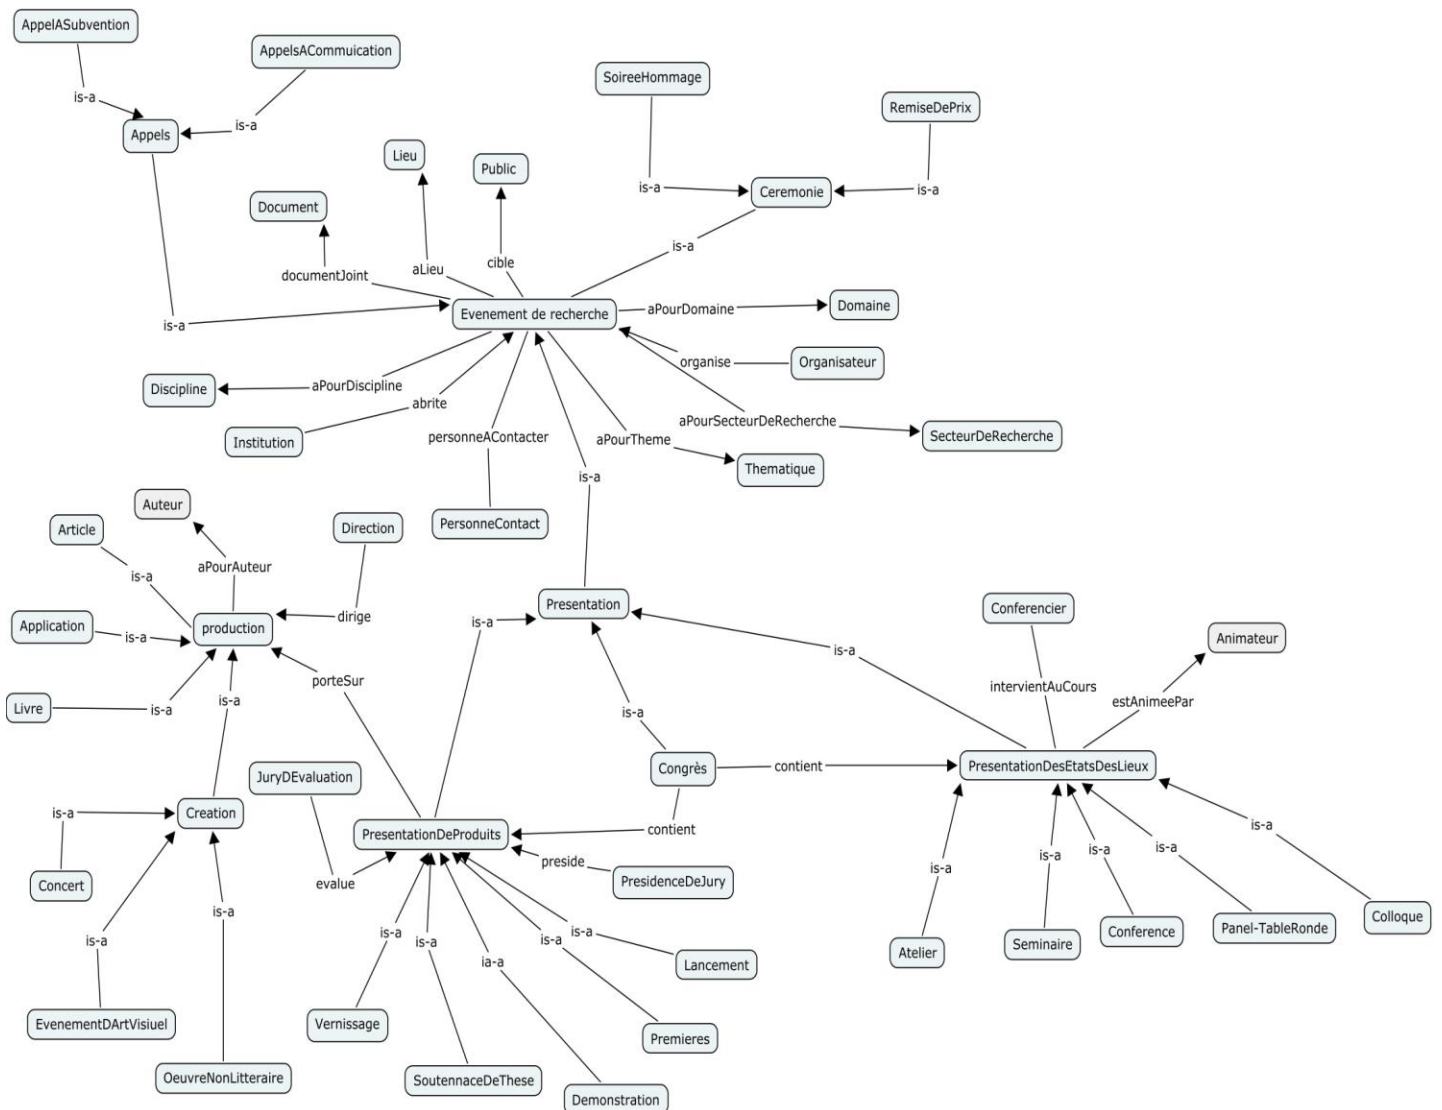 AppelASubvention
AppelsACommuication
is-a
Appels
is-a
SoireeHommage
RemiseDePrix
is-a
Ceremonie
is-a
Lieu
Public
Document
documentJoint
aLieu
cible
is-a
is-a
Evenement de recherche
aPourDomaine
Domaine
organise
Organisateur
Discipline
aPourDiscipline
abrite
Institution
personneAContacter
aPourTheme
aPourSecteurDeRecherche
SecteurDeRecherche
Thematique
is-a
PersonneContact
Auteur
Article
Direction
is-a
aPourAuteur
Application
is-a
production
dirige
Presentation
is-a
Conferencier
Animateur
is-a
porteSur
Livre
is-a
is-a
is-a
intervientAuCours
estAnimeePar
JuryDEvaluation
Congrès
contient
PresentationDesEtatsDesLieux
is-a
Creation
PresentationDeProduits
contient
Concert
evalue
preside
PresidenceDeJury
is-a
is-a
is-a
is-a
is-a
is-a
is-a
is-a
is-a
ia-a
is-a
is-a
Lancement
Atelier
Seminaire
Conference
Panel-TableRonde
Colloque
EvenementDArtVisiuel
Vernissage
Premieres
OeuvreNonLitteraire
SoutennaceDeThese
Demonstration